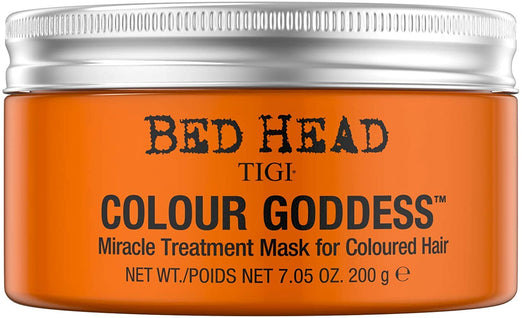 BED HEAD
TIGI®
COLOUR GODDESS™
Miracle Treatment Mask for Coloured Hair
NET WT./POIDS NET 7.05 OZ. 200 g ℮